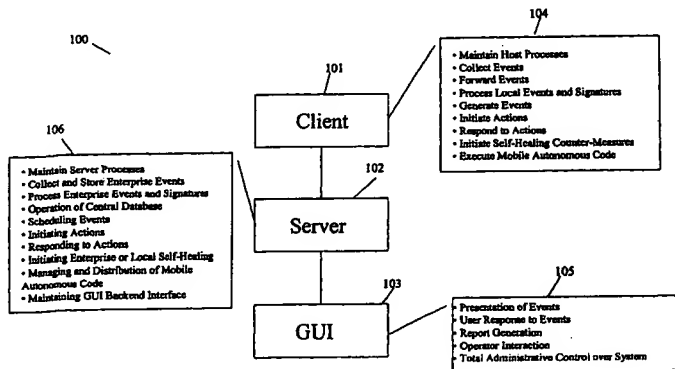 100
104
• Maintain Host Processes
• Collect Events
• Forward Events
• Process Local Events and Signatures
• Generate Events
• Initiate Actions
• Respond to Actions
• Initiate Self-Healing Counter-Measures
• Execute Mobile Autonomous Code
101
Client
106
• Maintain Server Processes
• Collect and Store Enterprise Events
• Process Enterprise Events and Signatures
• Operation of Central Database
• Scheduling Events
• Initiating Actions
• Responding to Actions
• Initiating Enterprise or Local Self-Healing
• Managing and Distribution of Mobile
Autonomous Code
• Maintaining GUI Backend Interface
102
Server
103
GUI
105
• Presentation of Events
• User Response to Events
• Report Generation
• Operator Interaction
• Total Administrative Control over System